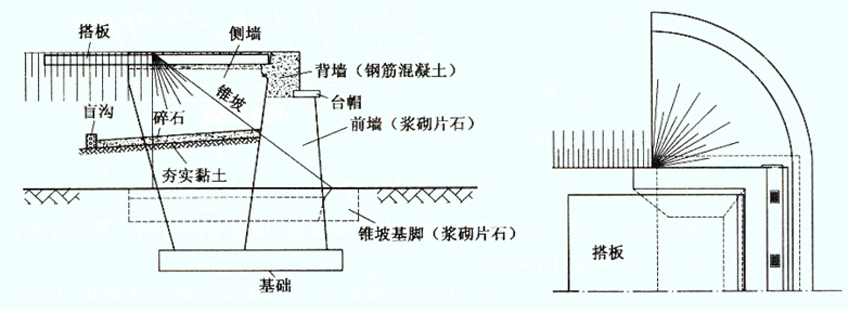 搭板
侧墙
背墙（钢筋混凝土）
锥坡
台帽
盲沟
碎石
前墙（浆砌片石）
夯实黏土
锥坡基脚（浆砌片石）
基础
搭板